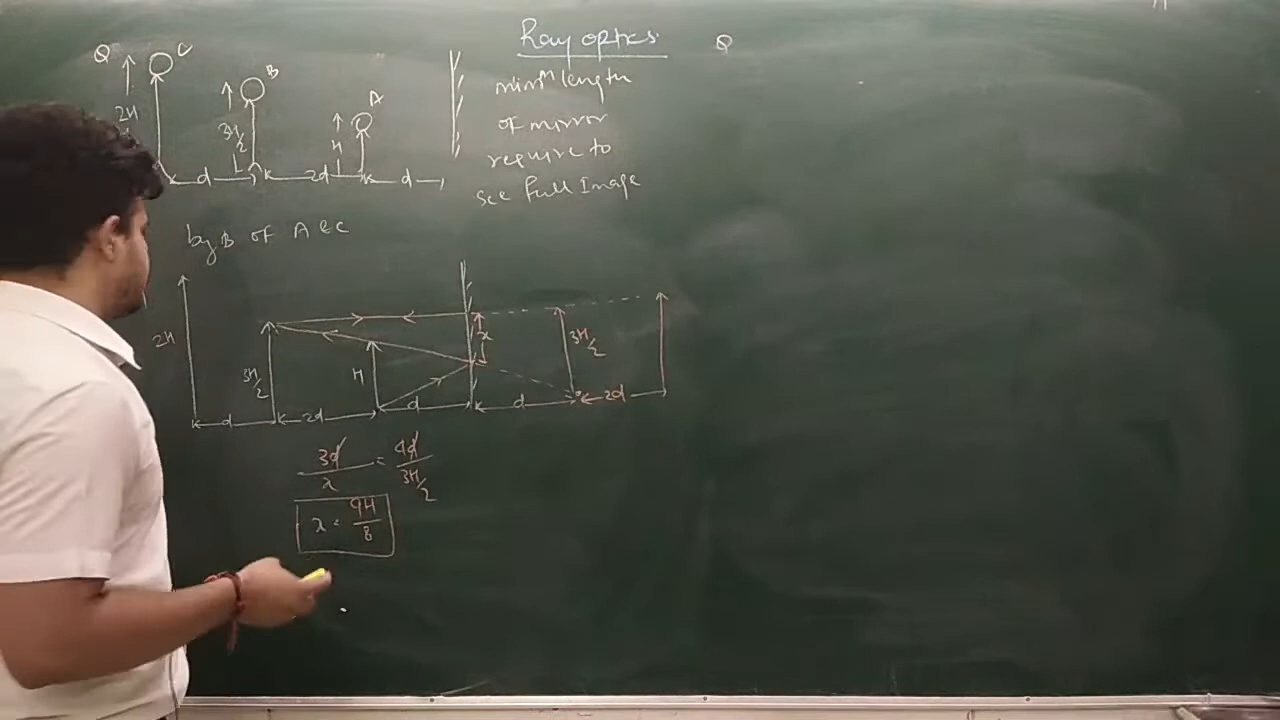 Ray optics
Q
Q
C
B
A
2H
3H/2
H
d
2d
d
minm length
of mirror
require to
see full Image
by B of A & C
2H
3H/2
H
x
3H/2
d
2d
d
d
2d
3d/x = 4d/3H/2
x = 9H/8